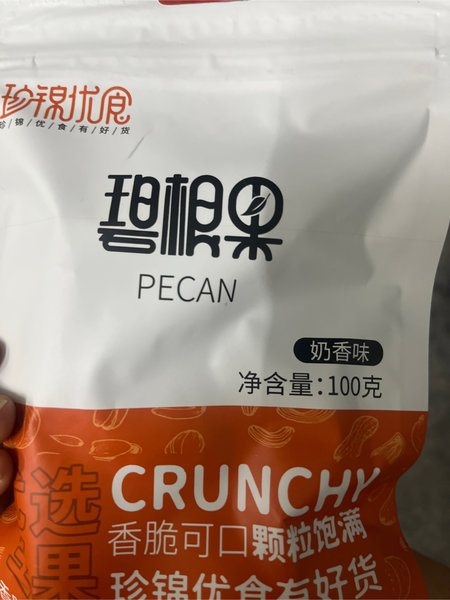 珍锦优食
珍/锦/优/食/有/好/货
碧根果
PECAN
奶香味
净含量：100克
CRUNCHY
香脆可口颗粒饱满
珍锦优食有好货
选
果